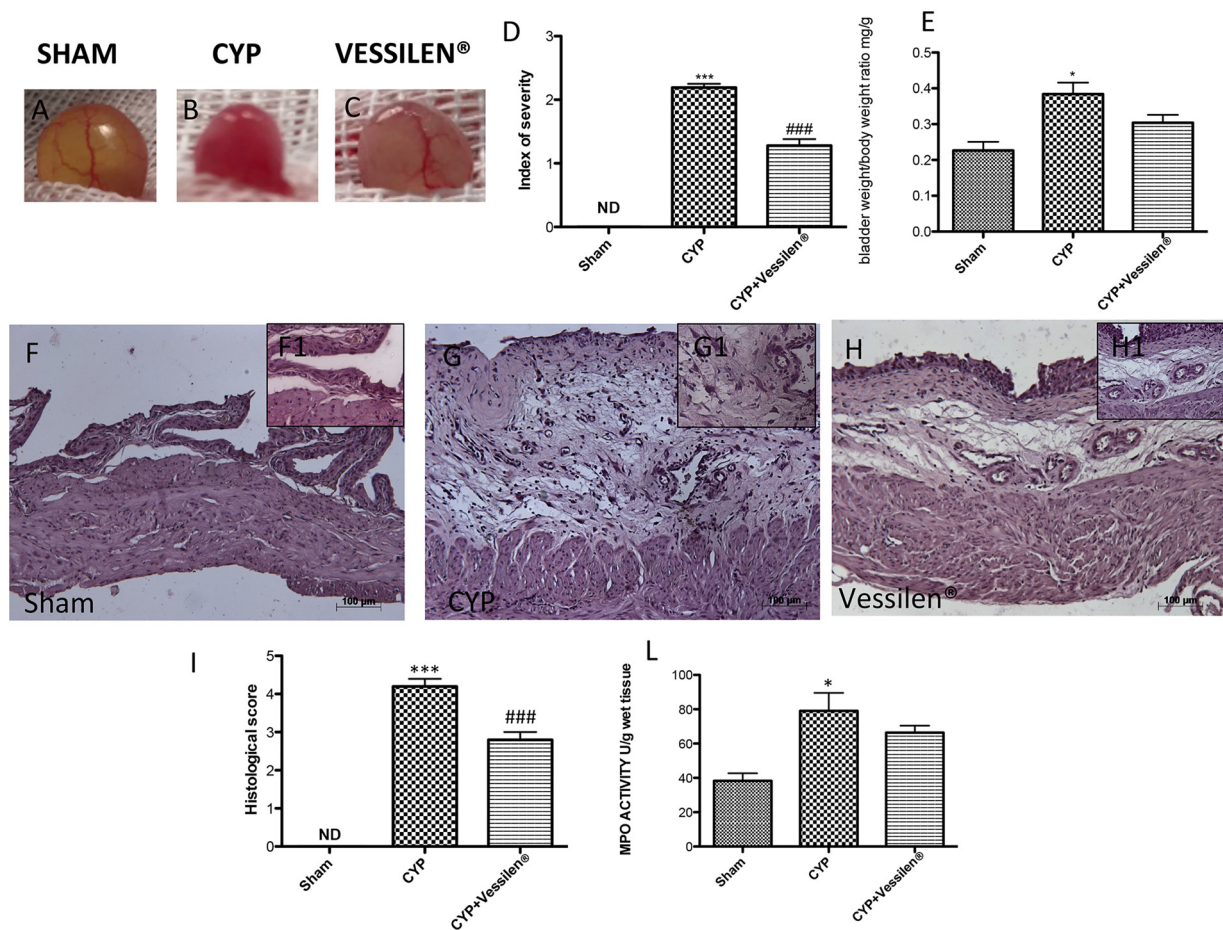 SHAM
CYP
VESSILEN®
A
B
C
D
Index of severity
3
2
1
0
ND
***
###
Sham
CYP
CYP+Vessilen®
E
bladder weight/body weight ratio mg/g
0.5
0.4
0.3
0.2
0.1
0.0
*
Sham
CYP
CYP+Vessilen®
F
F1
Sham
100 µm
G
G1
CYP
100 µm
H
H1
Vessilen®
100 µm
I
Histological score
5
4
3
2
1
0
ND
***
###
Sham
CYP
CYP+Vessilen®
L
MPO ACTIVITY U/g wet tissue
100
80
60
40
20
0
*
Sham
CYP
CYP+Vessilen®